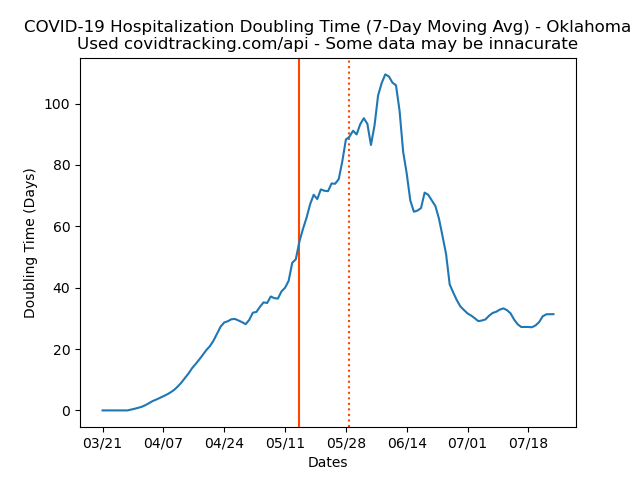 COVID-19 Hospitalization Doubling Time (7-Day Moving Avg) - Oklahoma
Used covidtracking.com/api - Some data may be innacurate
Doubling Time (Days)
100
80
60
40
20
0
03/21 04/07 04/24 05/11 05/28 06/14 07/01 07/18
Dates